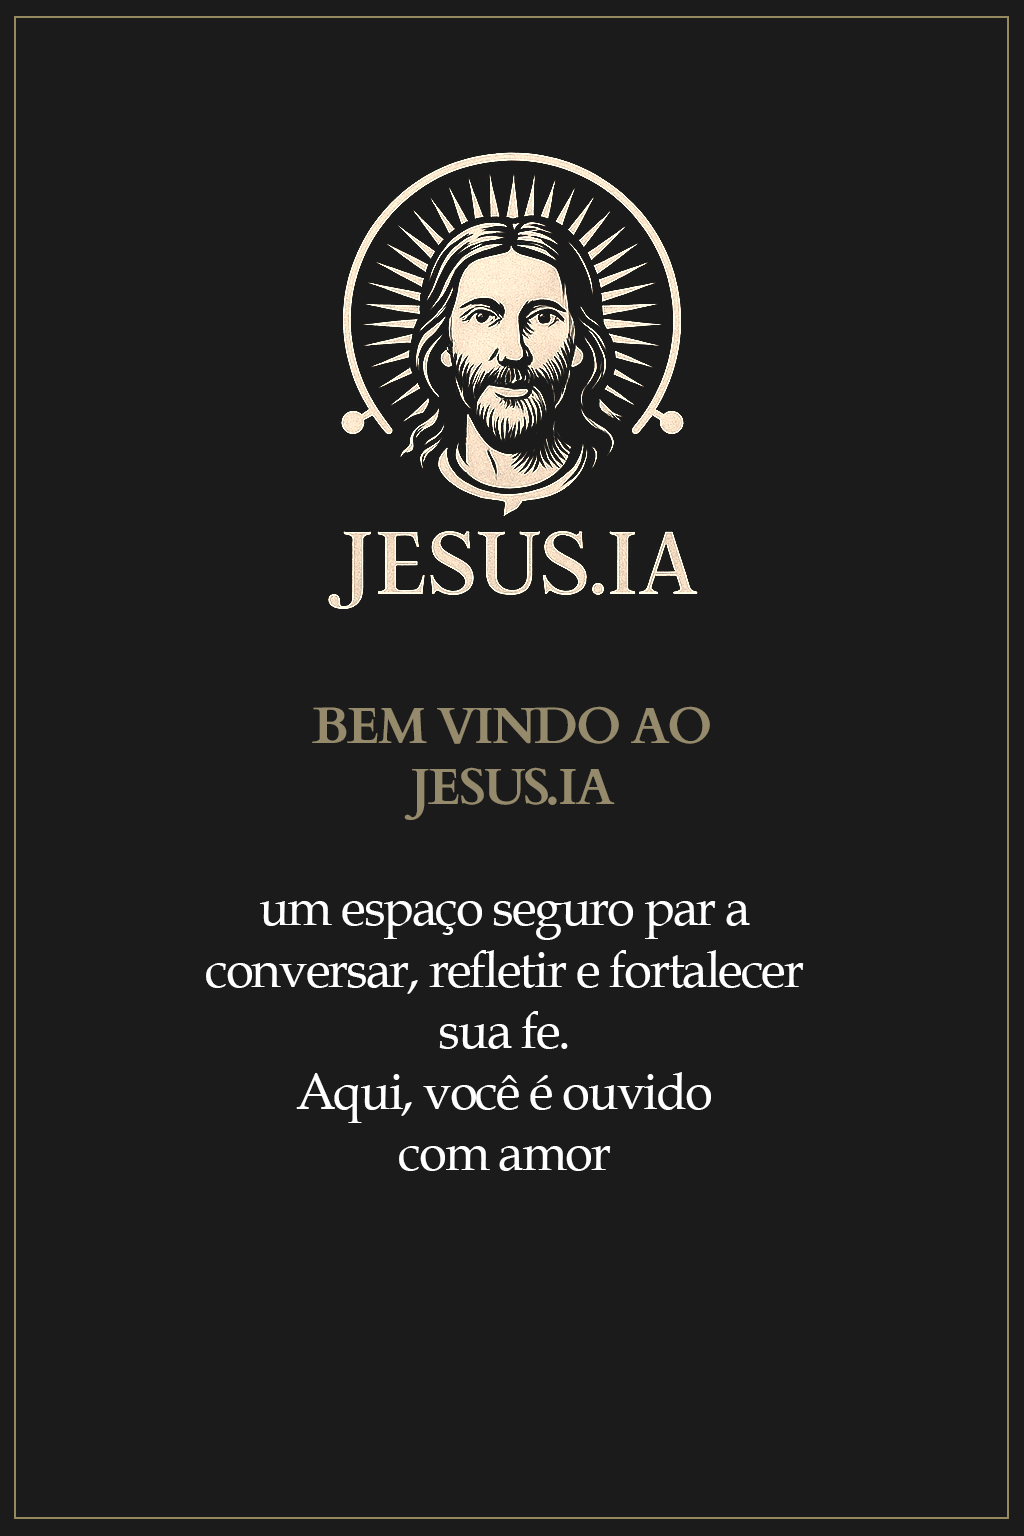 JESUS.IA
BEM VINDO AO
JESUS.IA
um espaço seguro par a
conversar, refletir e fortalecer
sua fe.
Aqui, você é ouvido
com amor